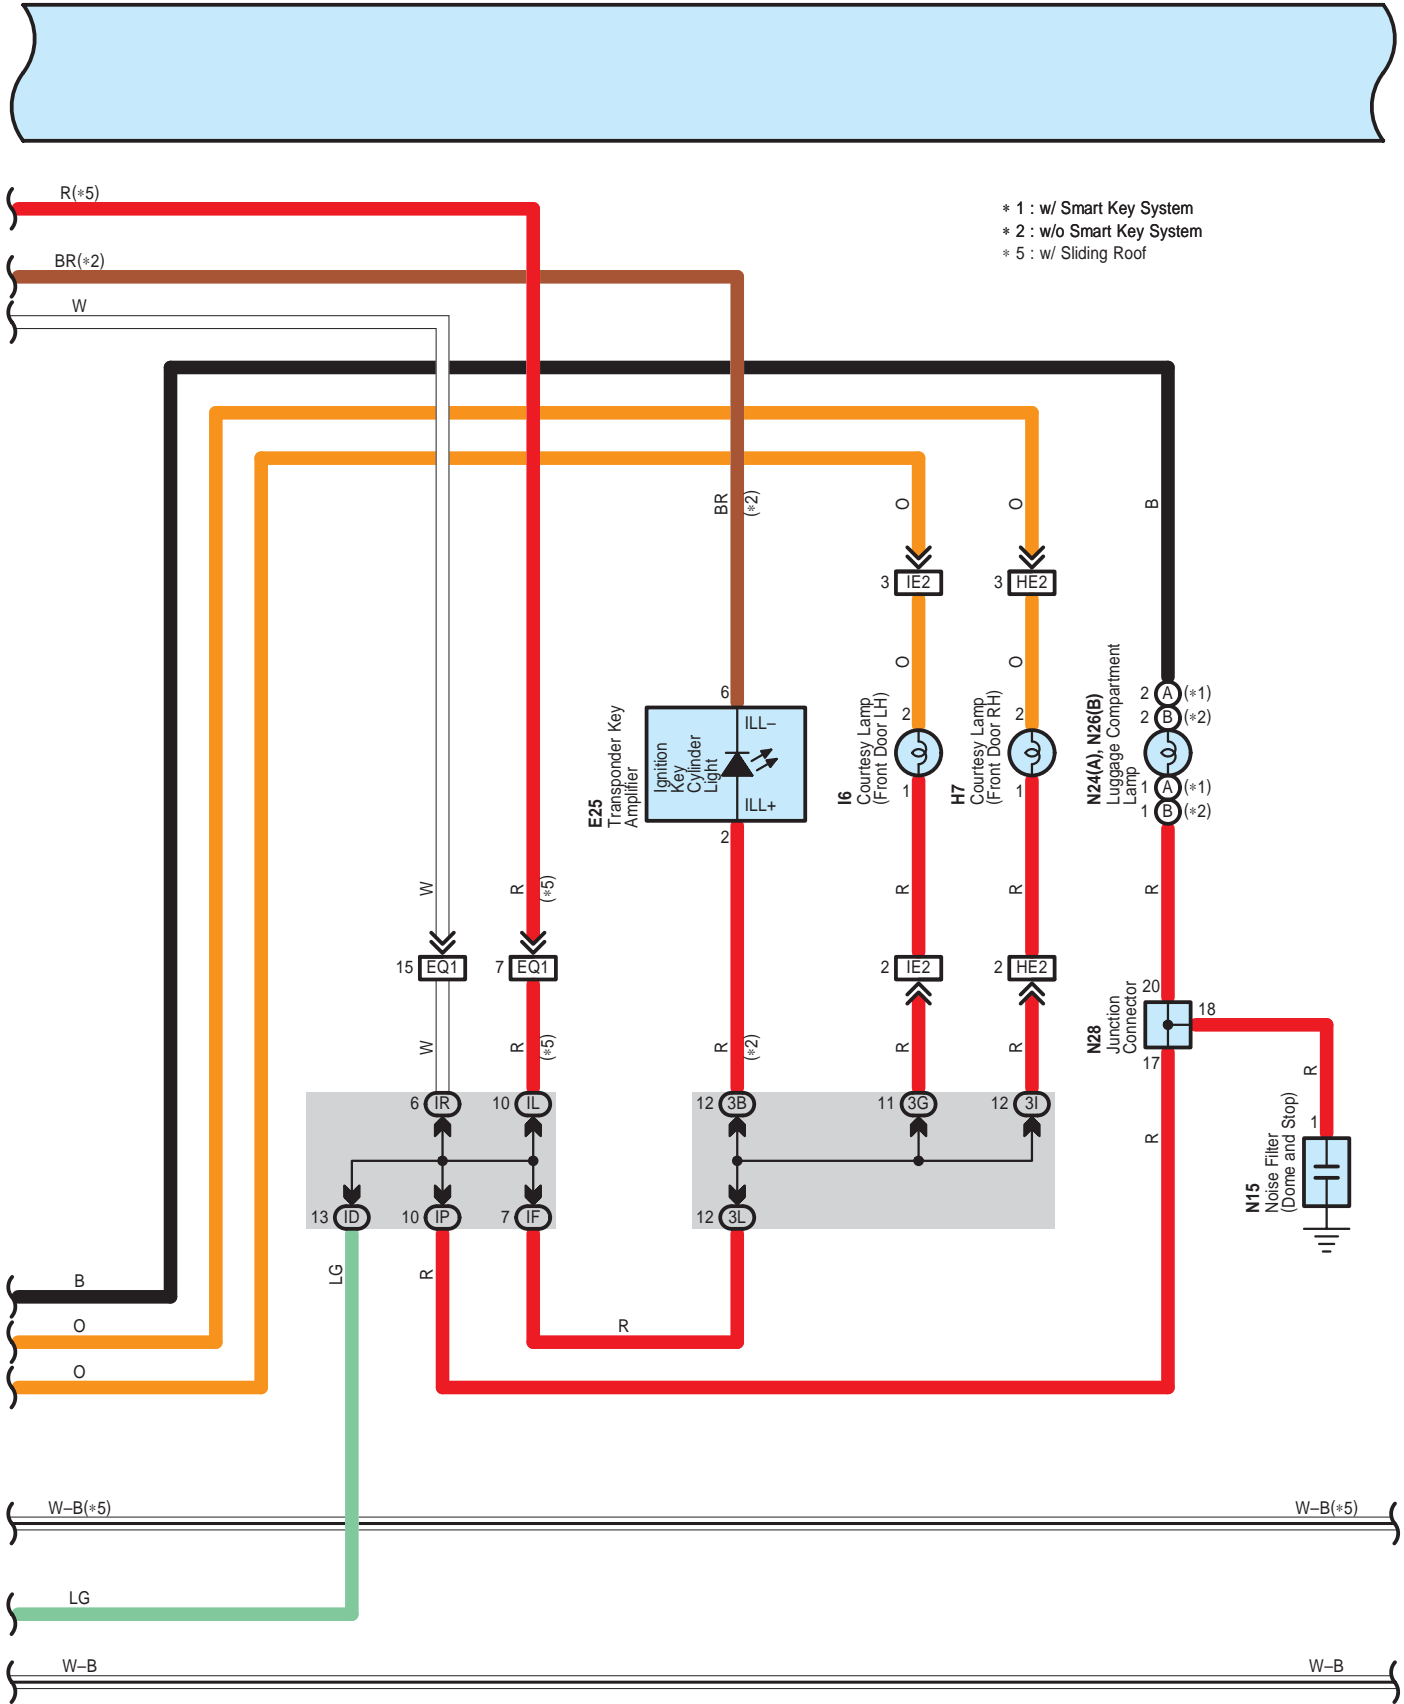 R(∗5)
∗ 1 : w/ Smart Key System
∗ 2 : w/o Smart Key System
∗ 5 : w/ Sliding Roof
BR(∗2)
W
BR
(∗2)
O
O
B
3 IE2
3 HE2
O
O
N24(A), N26(B)
Luggage Compartment
Lamp
2 A (∗1)
2 B (∗2)
1 A (∗1)
1 B (∗2)
6
ILL–
Ignition
Key
Cylinder
Light
ILL+
2
E25
Transponder Key
Amplifier
2
I6
Courtesy Lamp
(Front Door LH)
1
2
H7
Courtesy Lamp
(Front Door RH)
1
W
R
(∗5)
R
R
R
15 EQ1
7 EQ1
2 IE2
2 HE2
20
18
N28
Junction
Connector
17
W
R
(∗5)
R
(∗2)
R
R
R
6 IR
10 IL
12 3B
11 3G
12 3I
R
1
N15
Noise Filter
(Dome and Stop)
13 ID
10 IP
7 IF
12 3L
LG
R
B
O
R
O
W–B(∗5)
W–B(∗5)
LG
W–B
W–B